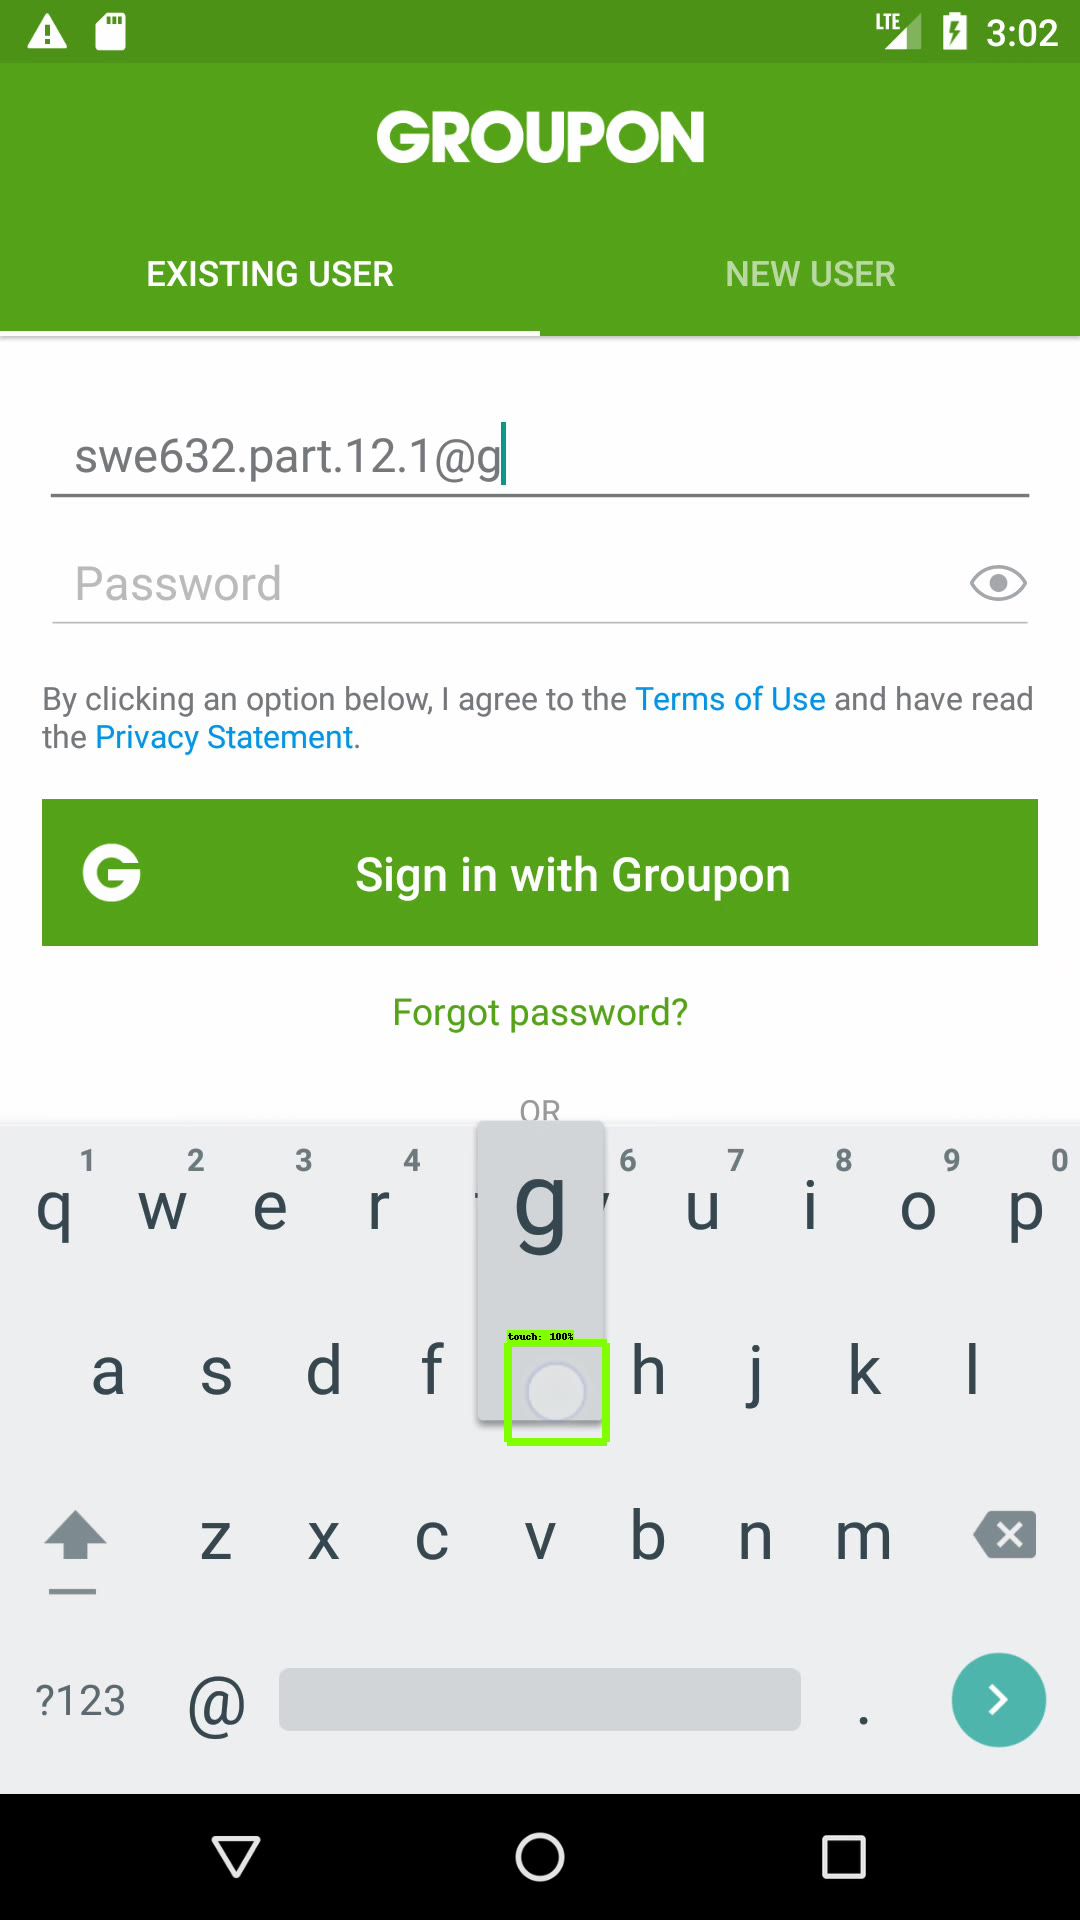 LTE 3:02
GROUPON
EXISTING USER NEW USER
swe632.part.12.1@g
Password
By clicking an option below, I agree to the Terms of Use and have read
the Privacy Statement.
G Sign in with Groupon
Forgot password?
OR
1 2 3 4 6 7 8 9 0
q w e r g u i o p
touch: 100%
a s d f h j k l
z x c v b n m
?123 @ .